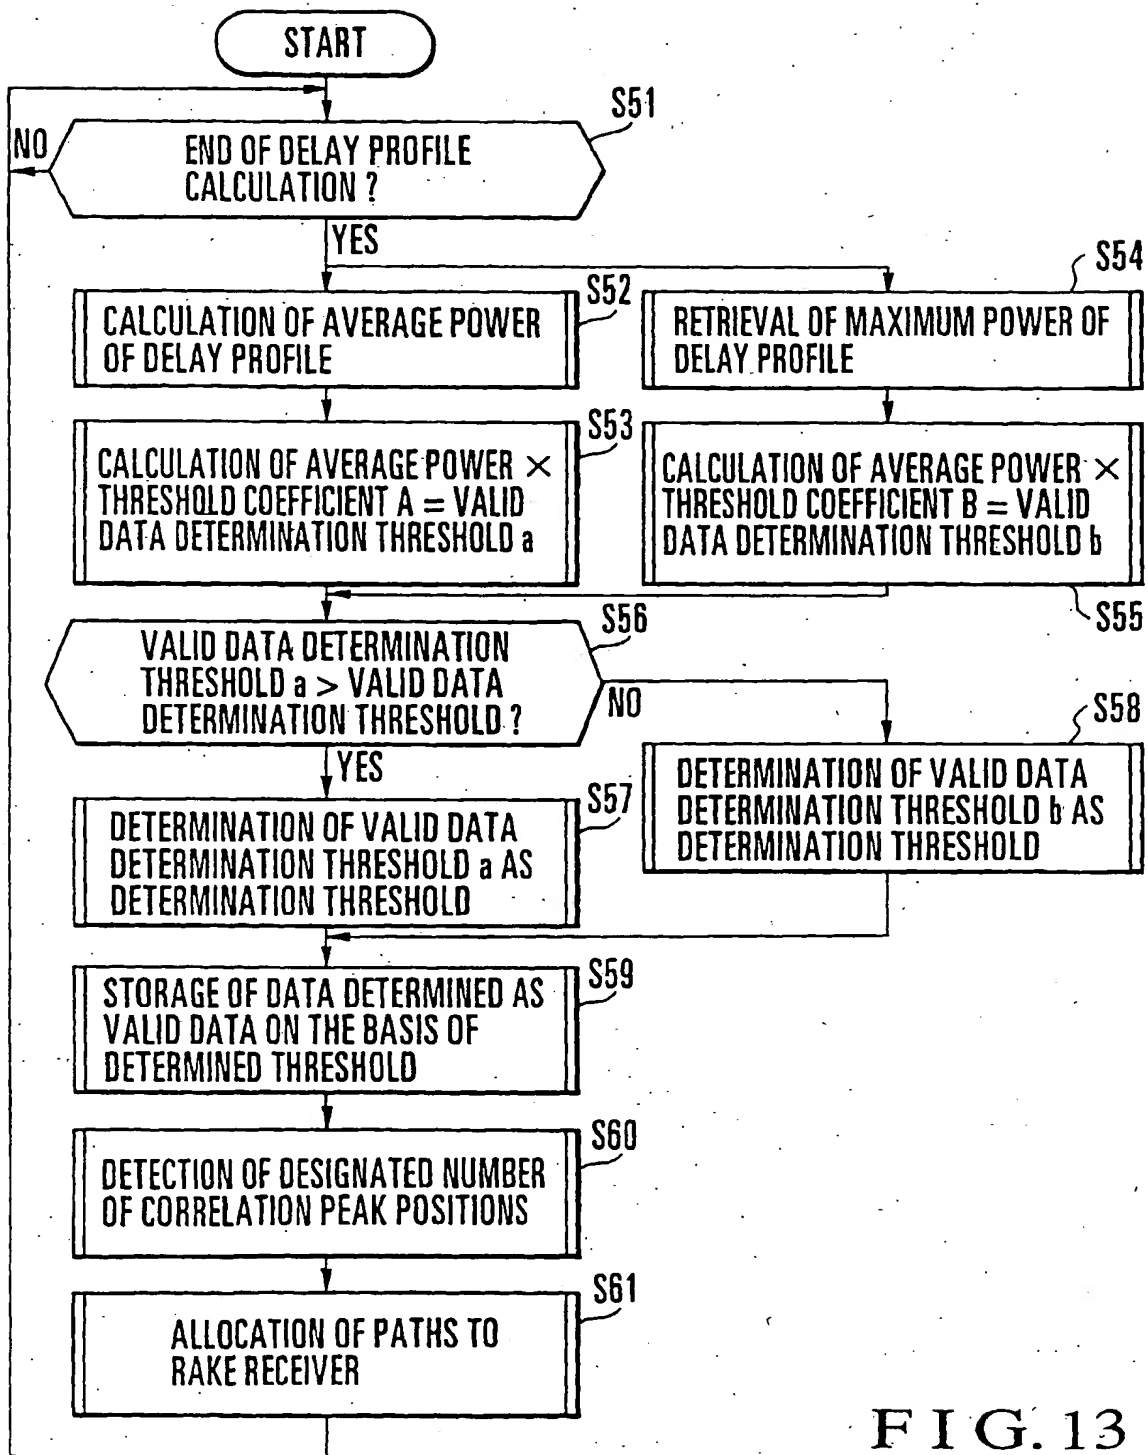 START
S51
NO
END OF DELAY PROFILE
CALCULATION ?
YES
S52
CALCULATION OF AVERAGE POWER
OF DELAY PROFILE
S54
RETRIEVAL OF MAXIMUM POWER OF
DELAY PROFILE
S53
CALCULATION OF AVERAGE POWER ×
THRESHOLD COEFFICIENT A = VALID
DATA DETERMINATION THRESHOLD a
CALCULATION OF AVERAGE POWER ×
THRESHOLD COEFFICIENT B = VALID
DATA DETERMINATION THRESHOLD b
S55
S56
VALID DATA DETERMINATION
THRESHOLD a > VALID DATA
DETERMINATION THRESHOLD ?
NO
YES
S58
DETERMINATION OF VALID DATA
DETERMINATION THRESHOLD b AS
DETERMINATION THRESHOLD
S57
DETERMINATION OF VALID DATA
DETERMINATION THRESHOLD a AS
DETERMINATION THRESHOLD
S59
STORAGE OF DATA DETERMINED AS
VALID DATA ON THE BASIS OF
DETERMINED THRESHOLD
S60
DETECTION OF DESIGNATED NUMBER
OF CORRELATION PEAK POSITIONS
S61
ALLOCATION OF PATHS TO
RAKE RECEIVER
FIG. 13